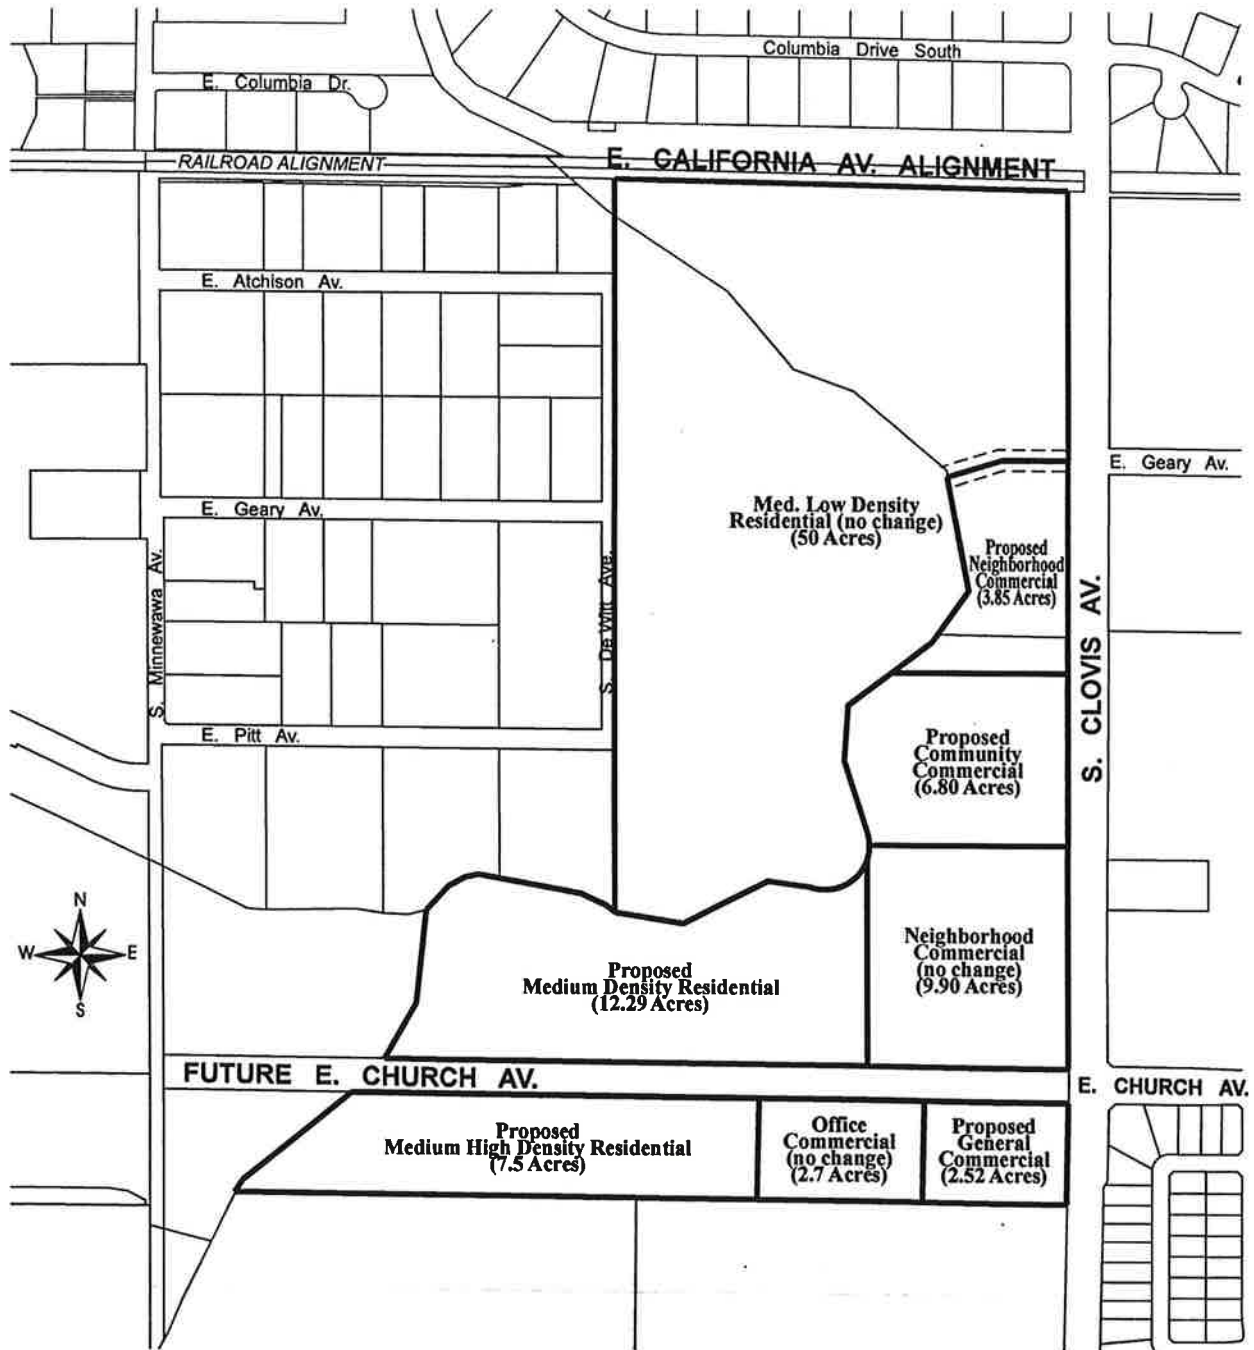 Columbia Drive South
E. Columbia Dr.
RAILROAD ALIGNMENT
E. CALIFORNIA AV. ALIGNMENT
E. Atchison Av.
E. Geary Av.
Med. Low Density
Residential (no change)
(50 Acres)
E. Geary Av.
Proposed
Neighborhood
Commercial
(3.85 Acres)
S. Minnewawa Av.
S. De Witt Ave.
S. CLOVIS AV.
E. Pitt Av.
Proposed
Community
Commercial
(6.80 Acres)
N
W
E
S
Neighborhood
Commercial
(no change)
(9.90 Acres)
Proposed
Medium Density Residential
(12.29 Acres)
FUTURE E. CHURCH AV.
E. CHURCH AV.
Proposed
Medium High Density Residential
(7.5 Acres)
Office
Commercial
(no change)
(2.7 Acres)
Proposed
General
Commercial
(2.52 Acres)